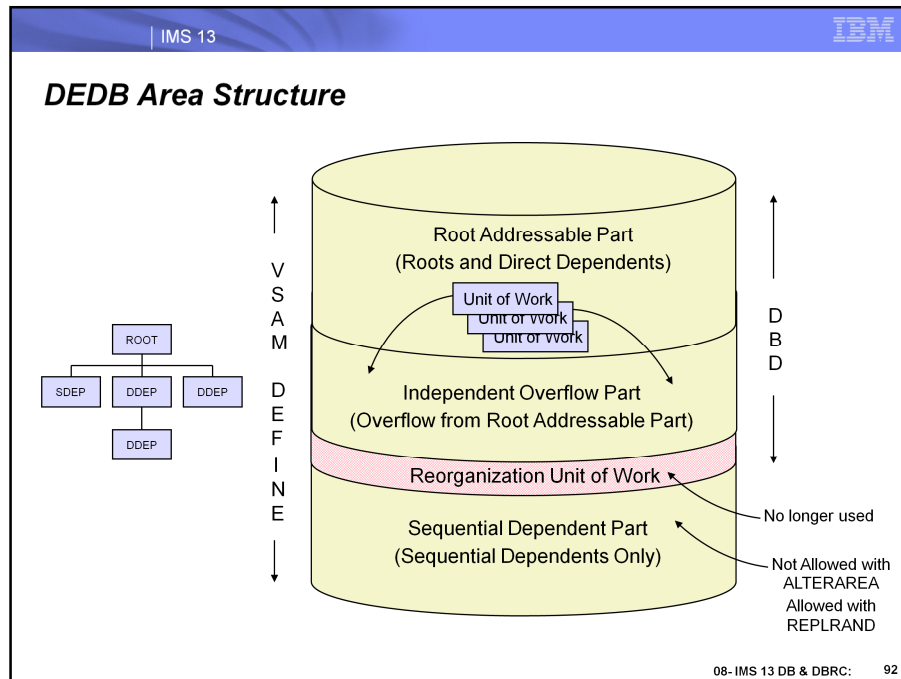 IMS 13
IBM
DEDB Area Structure
Root Addressable Part
(Roots and Direct Dependents)
Unit of Work
Unit of Work
Unit of Work
VSAM DEFINE
DBD
ROOT
SDEP
DDEP
DDEP
DDEP
Independent Overflow Part
(Overflow from Root Addressable Part)
Reorganization Unit of Work
No longer used
Sequential Dependent Part
(Sequential Dependents Only)
Not Allowed with
ALTERAREA
Allowed with
REPLRAND
08- IMS 13 DB & DBRC: 92